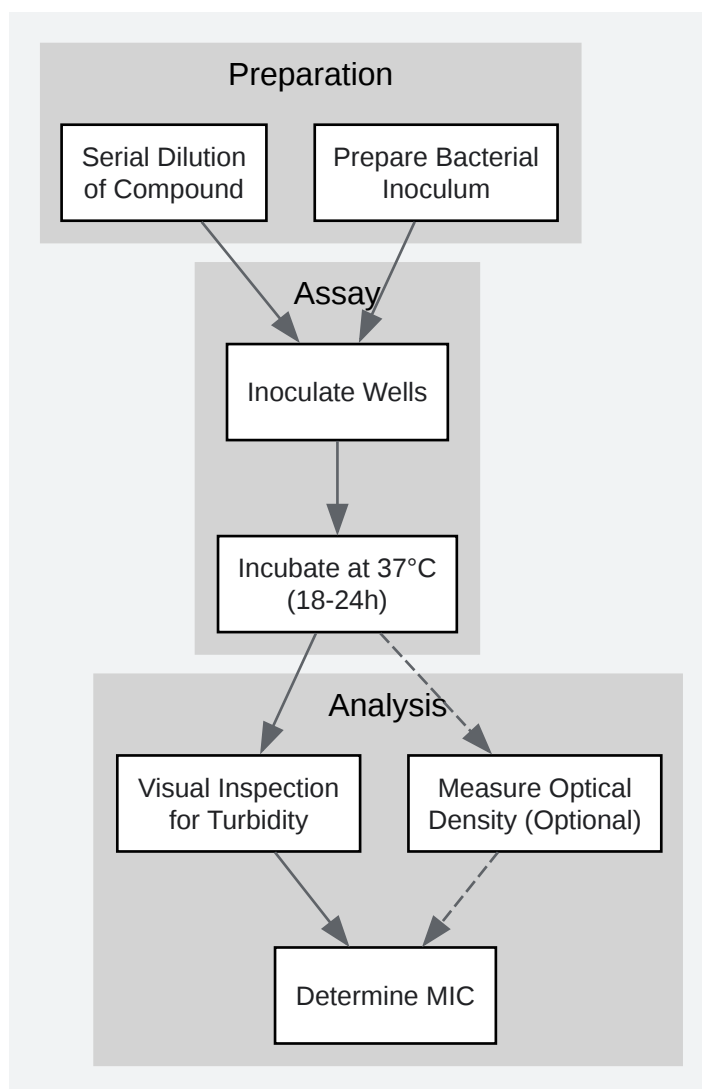 Preparation
Serial Dilution
of Compound
Prepare Bacterial
Inoculum
Assay
Inoculate Wells
Incubate at 37°C
(18-24h)
Analysis
Visual Inspection
for Turbidity
Measure Optical
Density (Optional)
Determine MIC